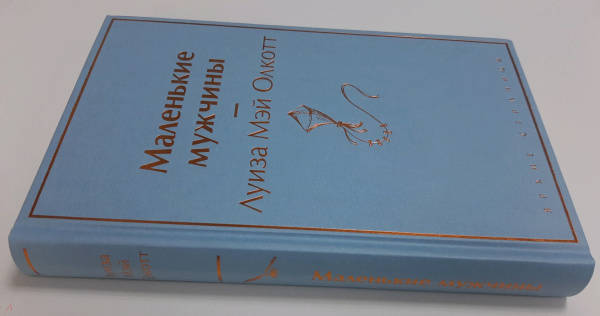 Маленькие
мужчины
–
Луиза Мэй Олкотт
Маленькие мужчины